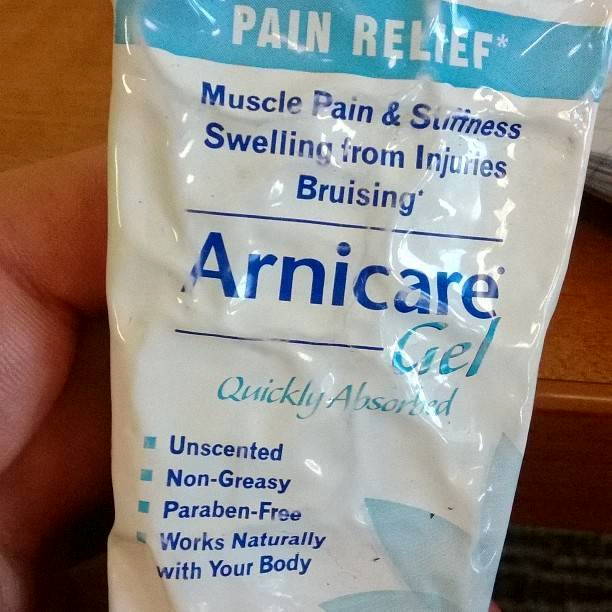 PAIN RELIEF*
Muscle Pain & Stiffness
Swelling from Injuries
Bruising*
Arnicare®
Gel
Quickly Absorbed
Unscented
Non-Greasy
Paraben-Free
Works Naturally
with Your Body